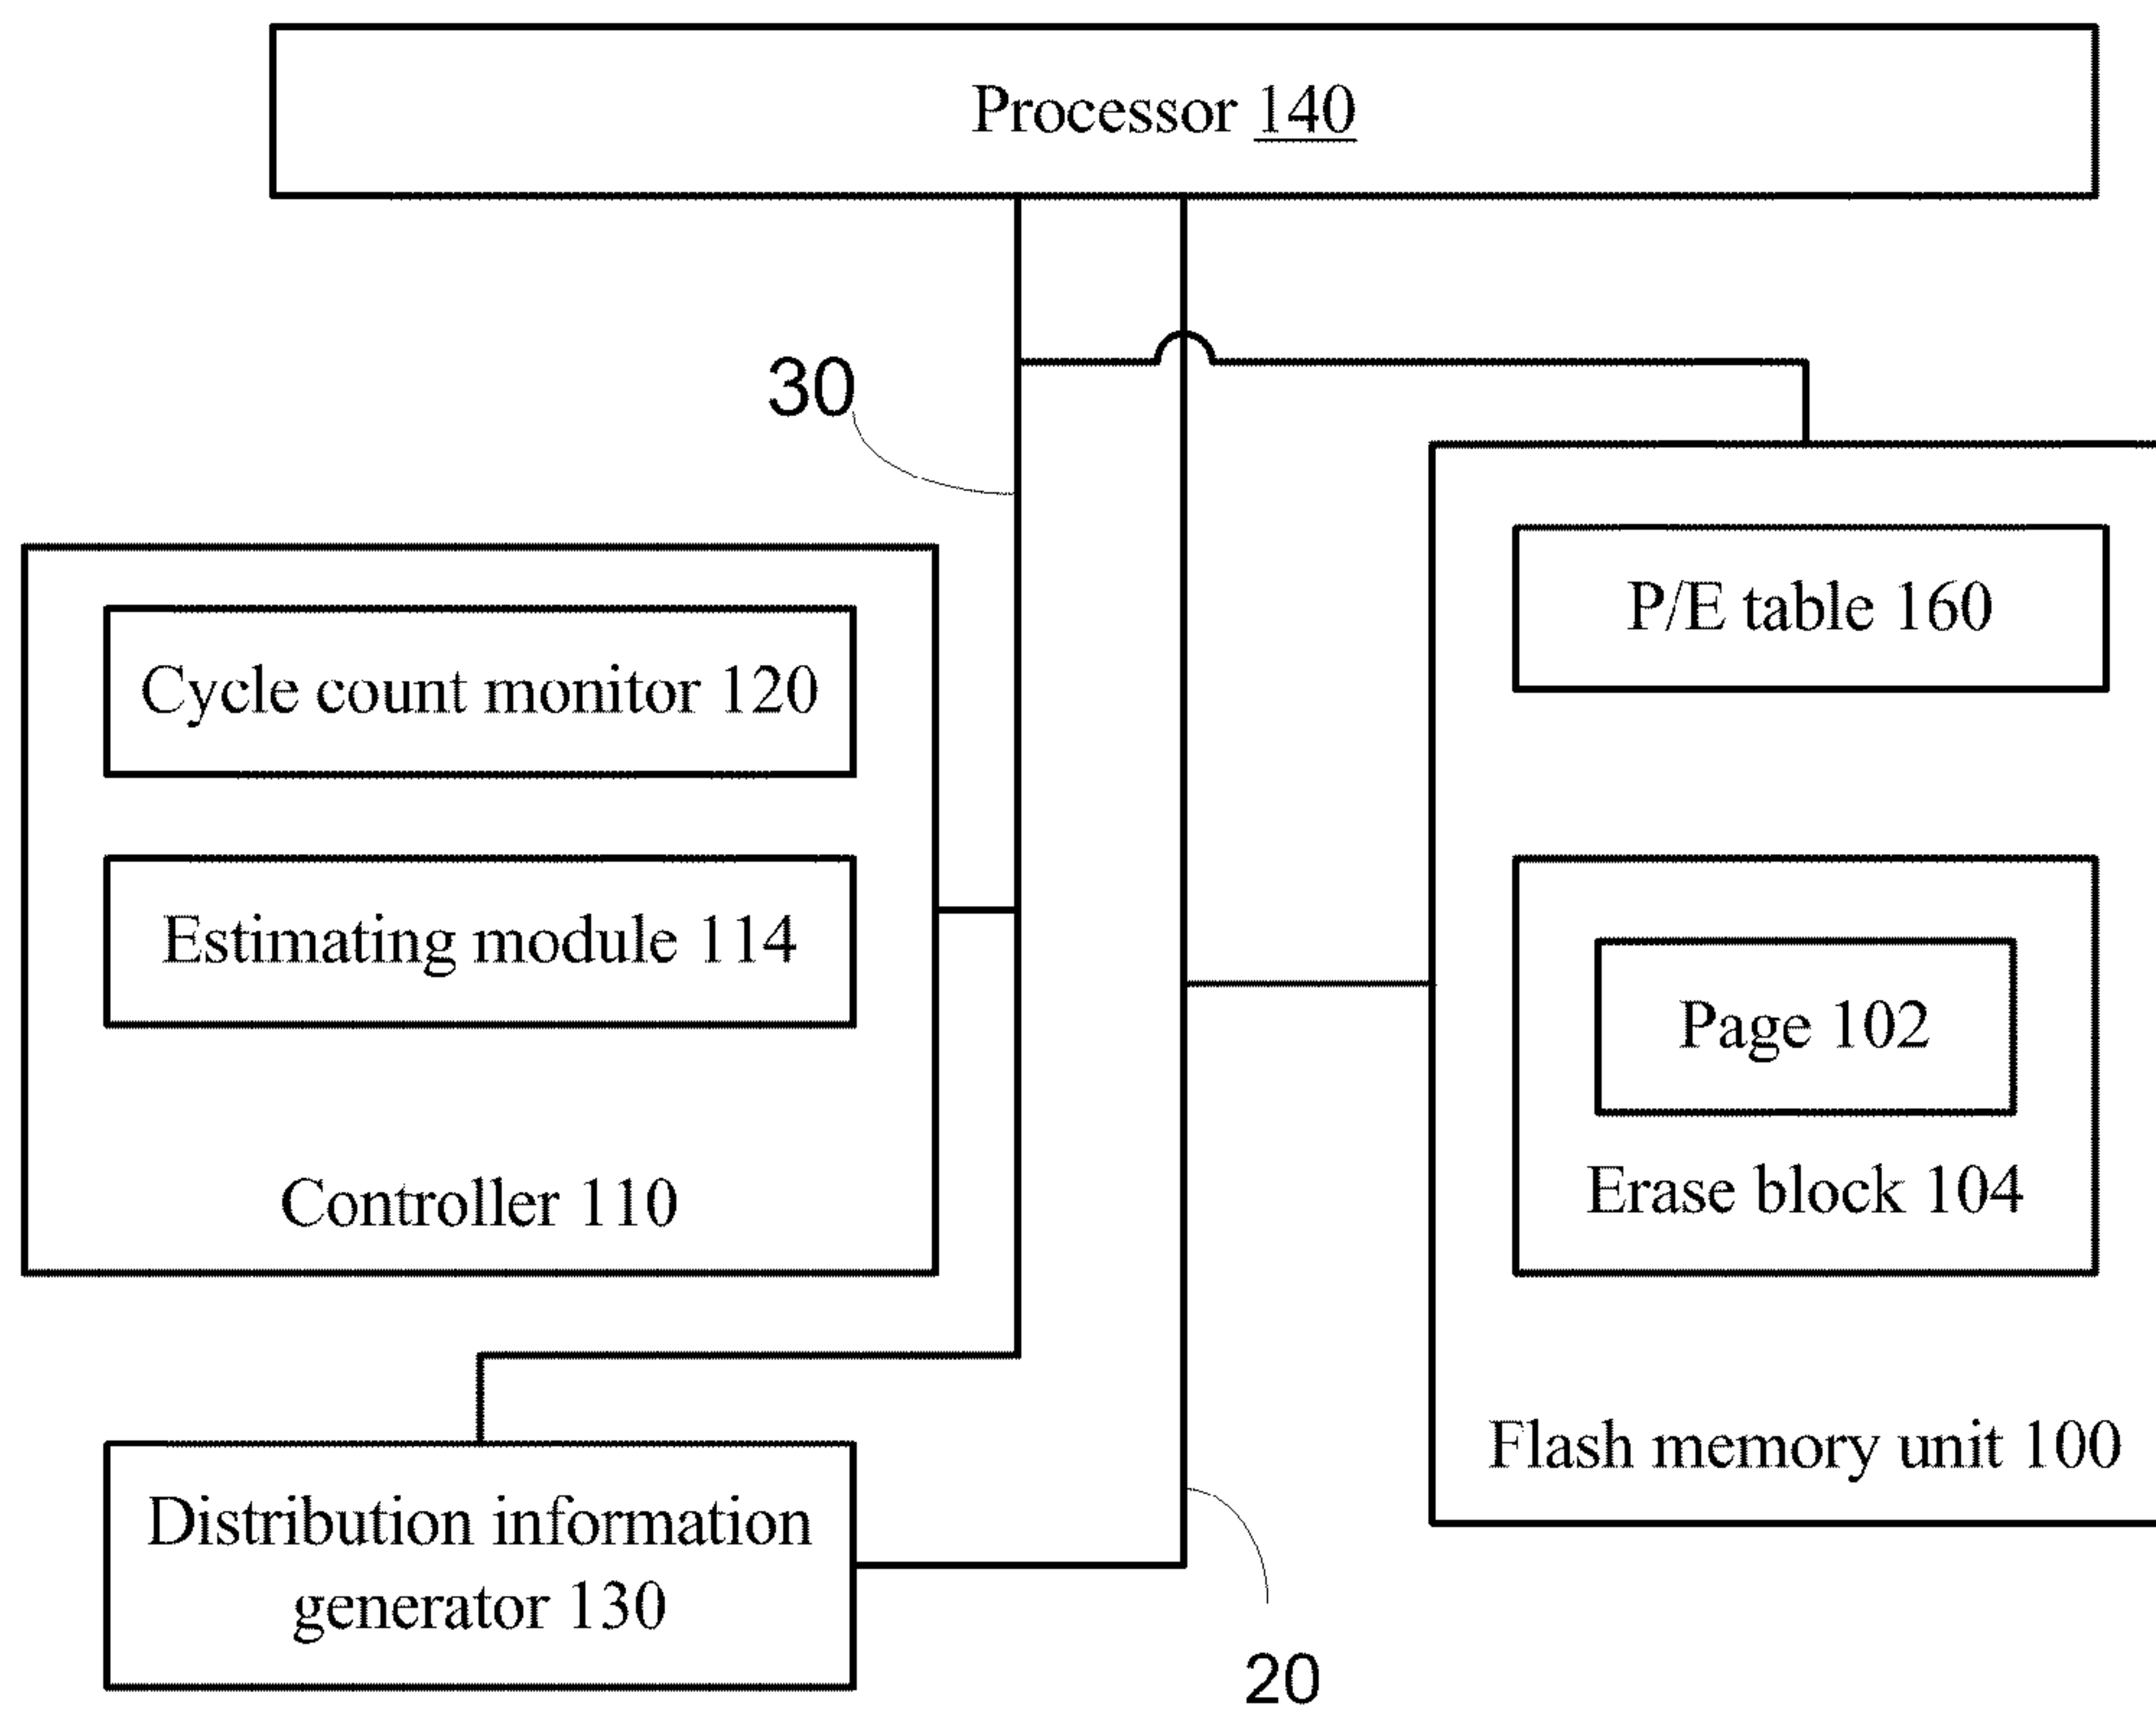 Processor 140
30
P/E table 160
Cycle count monitor 120
Estimating module 114
Page 102
Erase block 104
Controller 110
Flash memory unit 100
Distribution information
generator 130
20